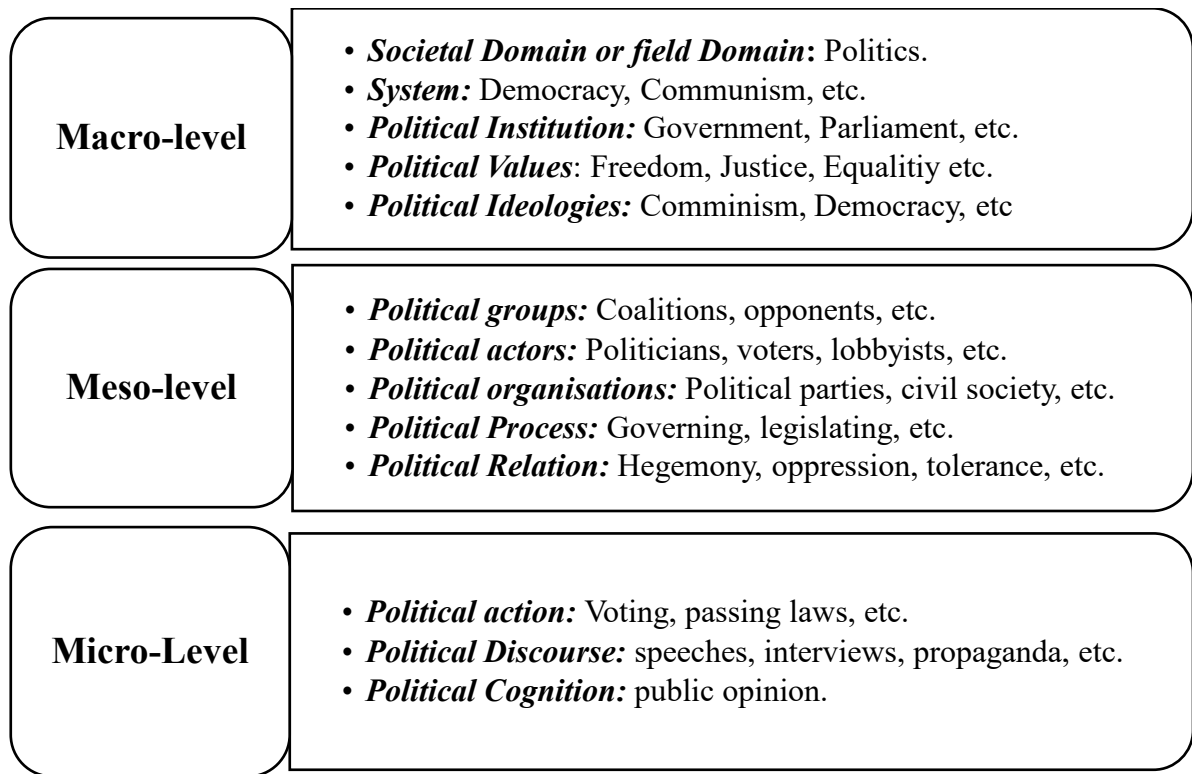 Macro-level
• Societal Domain or field Domain: Politics.
• System: Democracy, Communism, etc.
• Political Institution: Government, Parliament, etc.
• Political Values: Freedom, Justice, Equalitiy etc.
• Political Ideologies: Comminism, Democracy, etc
Meso-level
• Political groups: Coalitions, opponents, etc.
• Political actors: Politicians, voters, lobbyists, etc.
• Political organisations: Political parties, civil society, etc.
• Political Process: Governing, legislating, etc.
• Political Relation: Hegemony, oppression, tolerance, etc.
Micro-Level
• Political action: Voting, passing laws, etc.
• Political Discourse: speeches, interviews, propaganda, etc.
• Political Cognition: public opinion.